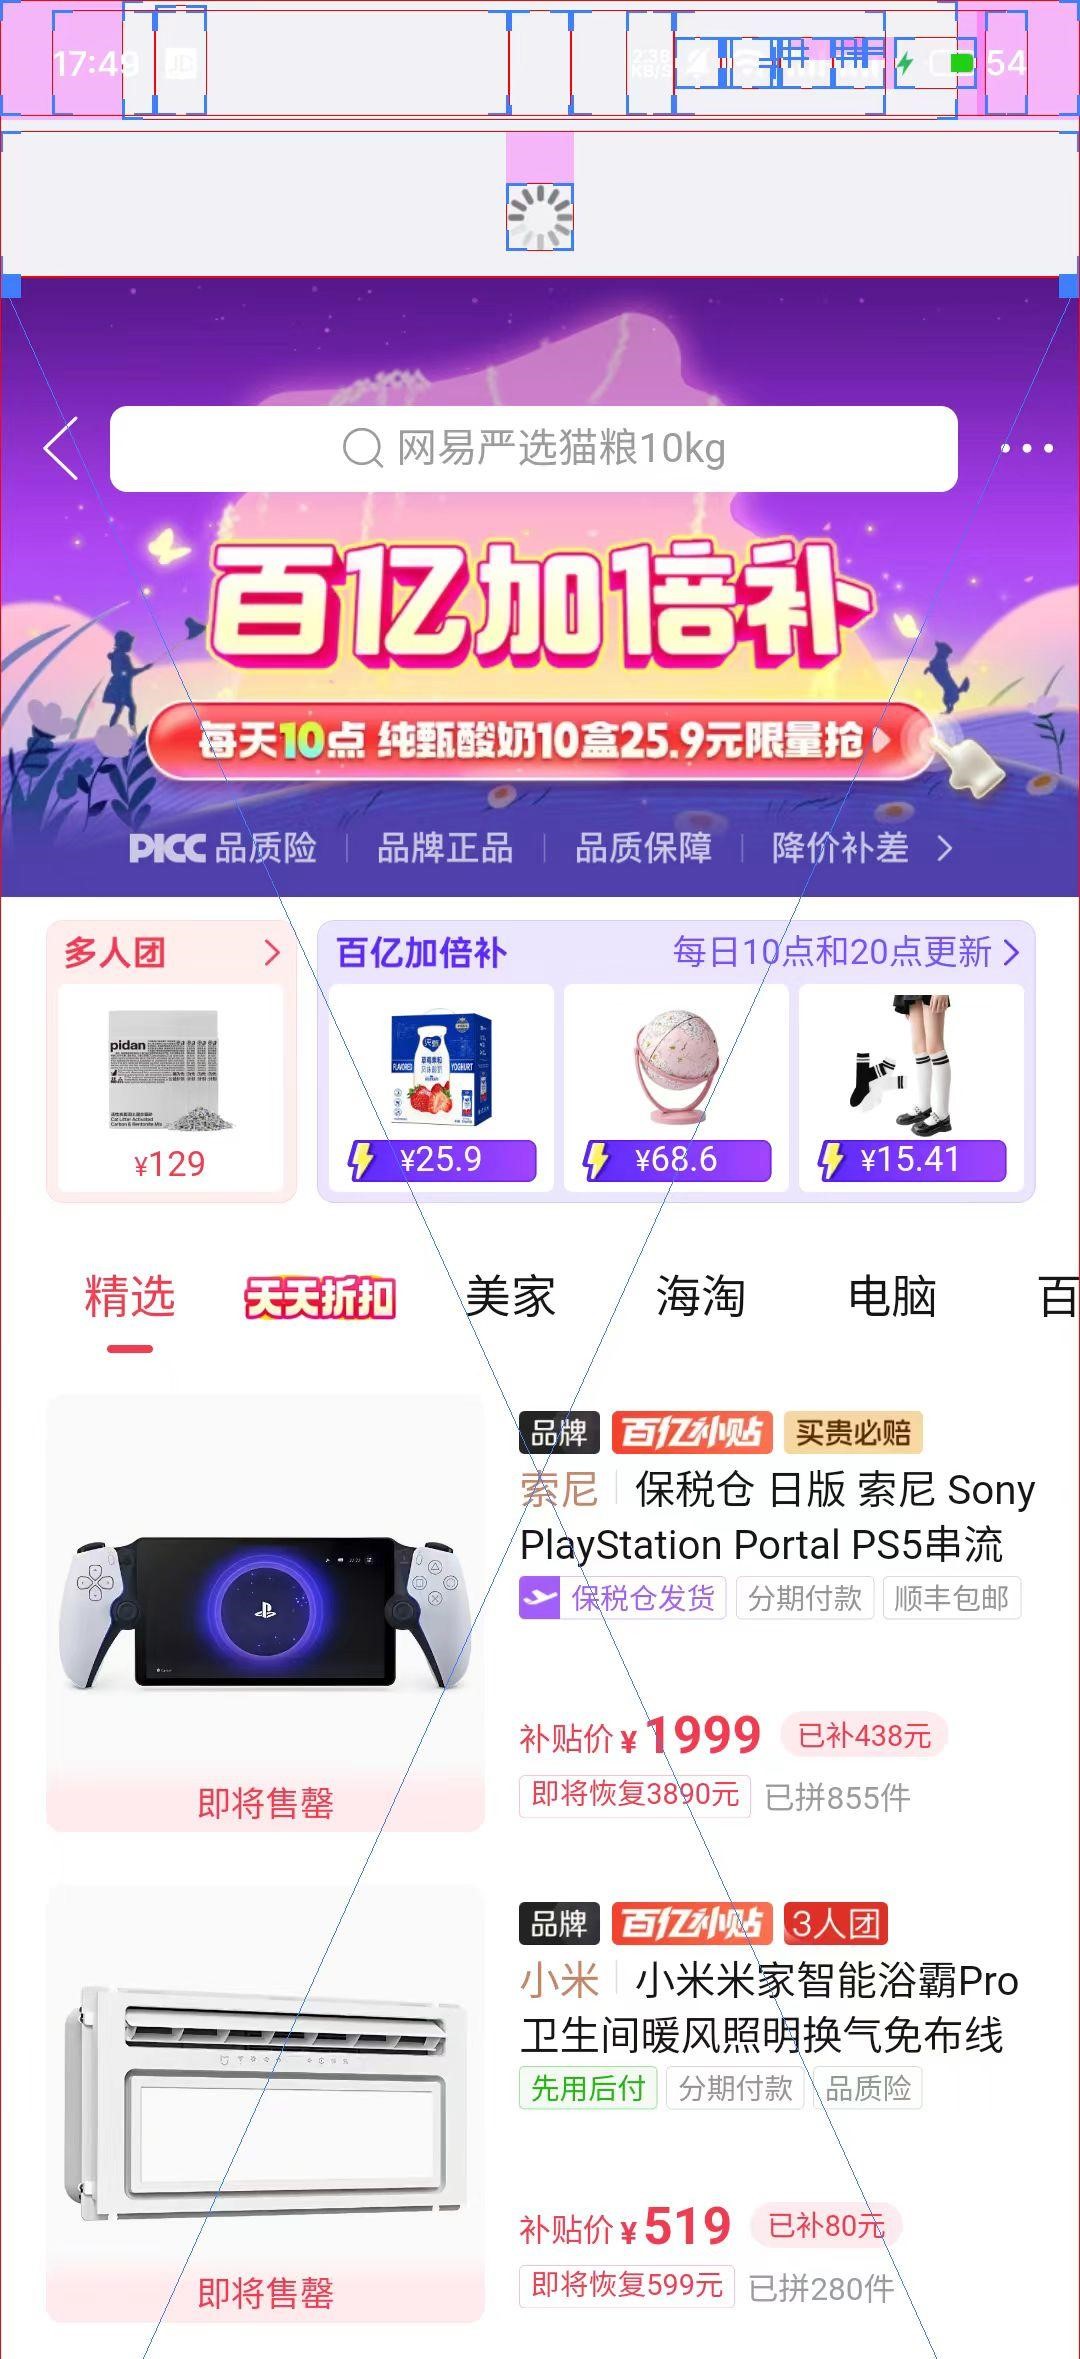 17:49
JD
2.38
KB/S
54
网易严选猫粮10kg
百亿加倍补
每天10点 纯甄酸奶10盒25.9元限量抢
PICC 品质险
品牌正品
品质保障
降价补差
多人团
百亿加倍补
每日10点和20点更新
pidan
Cat Litter Activated
Carbon & Bentonite Mix
FLAVORED
YOGHURT
¥129
¥25.9
¥68.6
¥15.41
精选
天天折扣
美家
海淘
电脑
百
品牌 百亿补贴 买贵必赔
索尼 保税仓 日版 索尼 Sony
PlayStation Portal PS5串流
保税仓发货 分期付款 顺丰包邮
补贴价 ¥1999 已补438元
即将恢复3890元 已拼855件
即将售罄
品牌 百亿补贴 3人团
小米 小米米家智能浴霸Pro
卫生间暖风照明换气免布线
先用后付 分期付款 品质险
补贴价 ¥519 已补80元
即将恢复599元 已拼280件
即将售罄